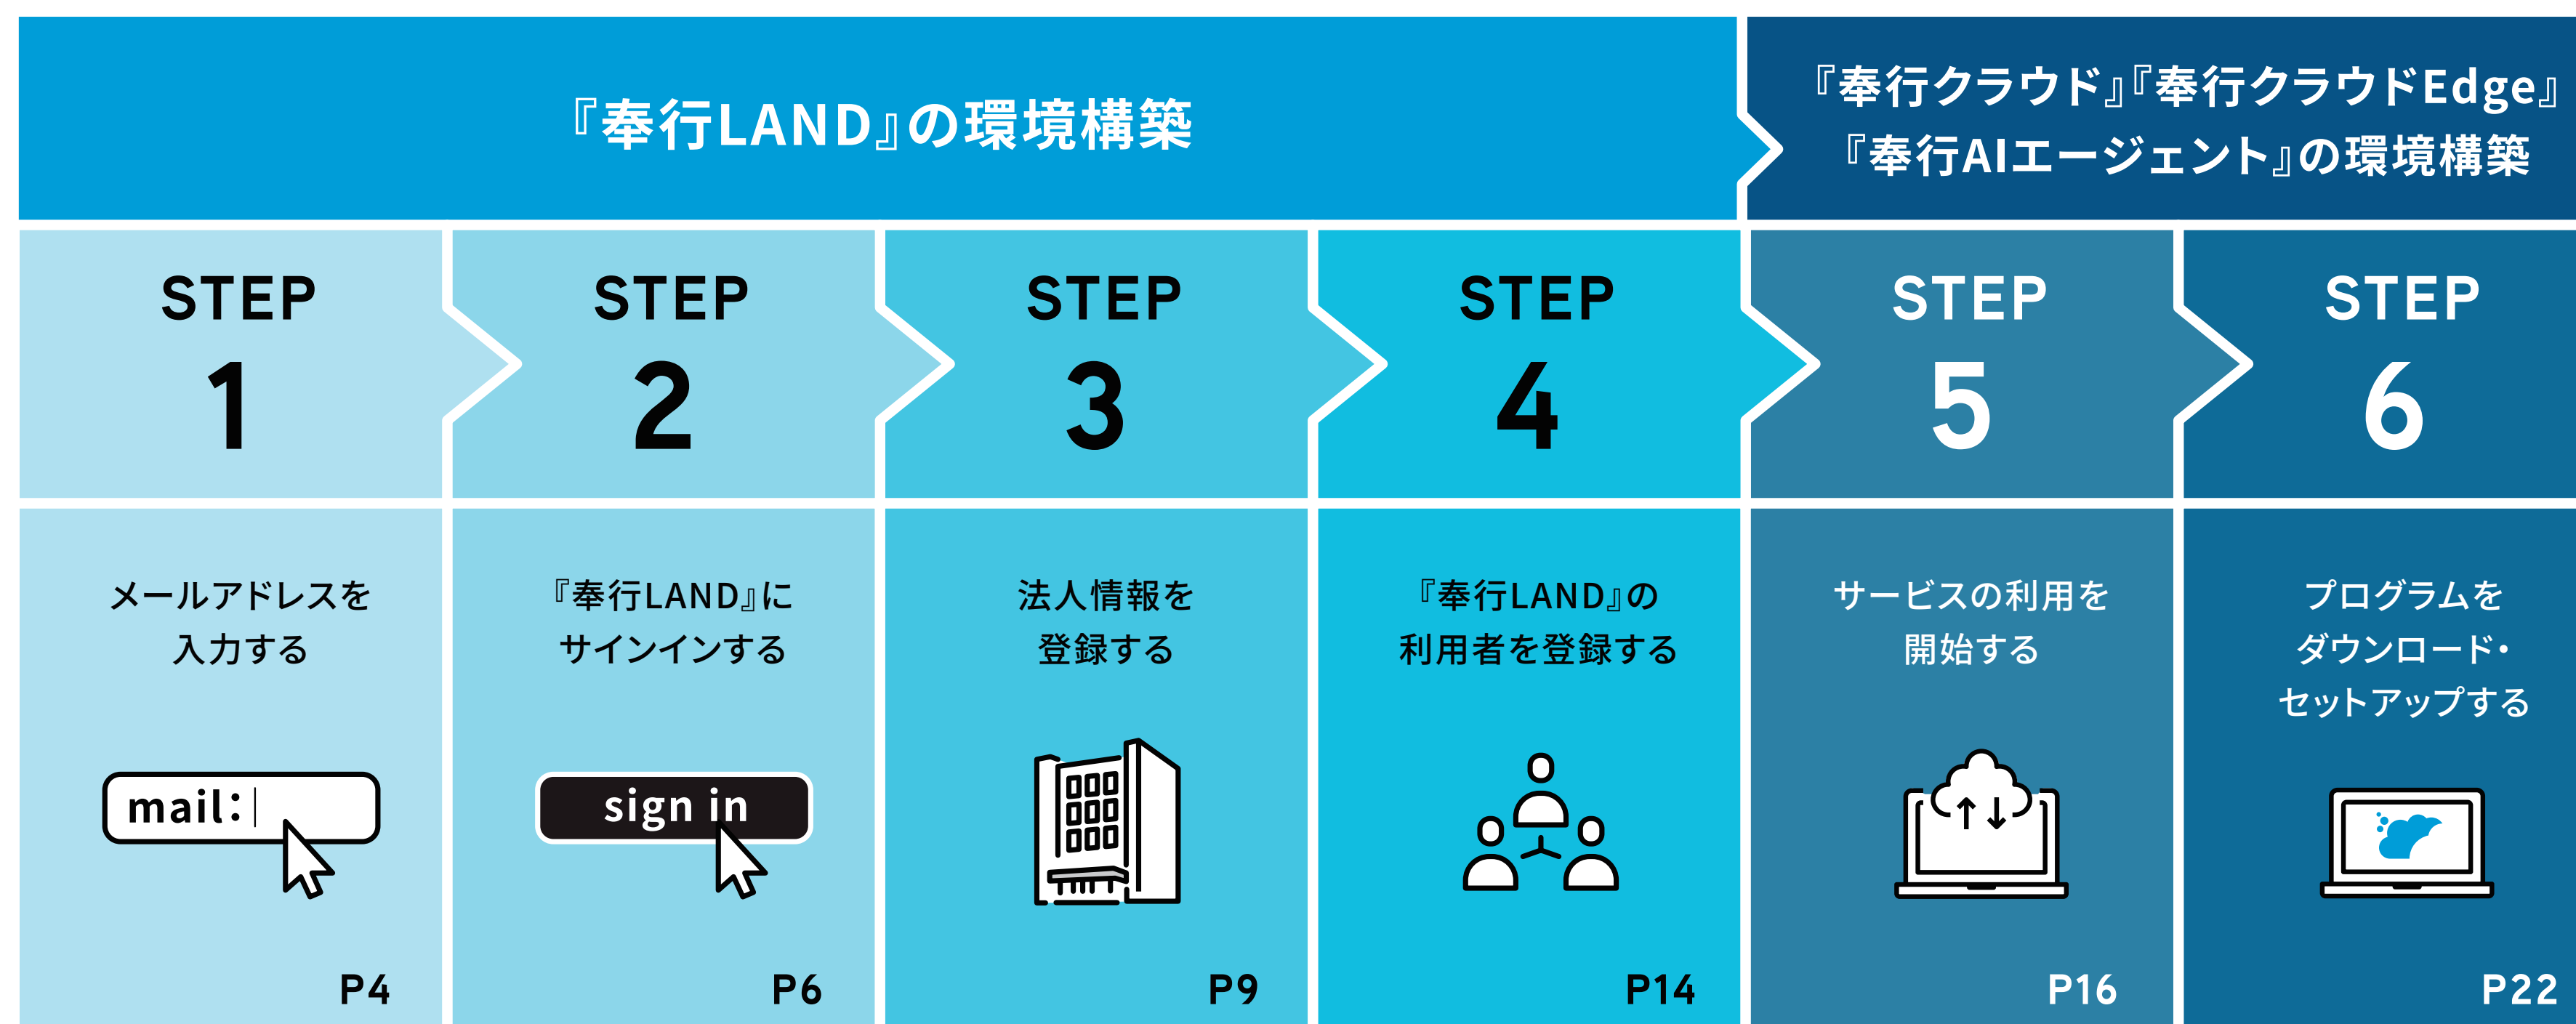 『奉行LAND』の環境構築
『奉行クラウド』『奉行クラウドEdge』
『奉行AIエージェント』の環境構築
STEP
1
メールアドレスを
入力する
mail:
P4
STEP
2
『奉行LAND』に
サインインする
sign in
P6
STEP
3
法人情報を
登録する
P9
STEP
4
『奉行LAND』の
利用者を登録する
P14
STEP
5
サービスの利用を
開始する
P16
STEP
6
プログラムを
ダウンロード・
セットアップする
P22